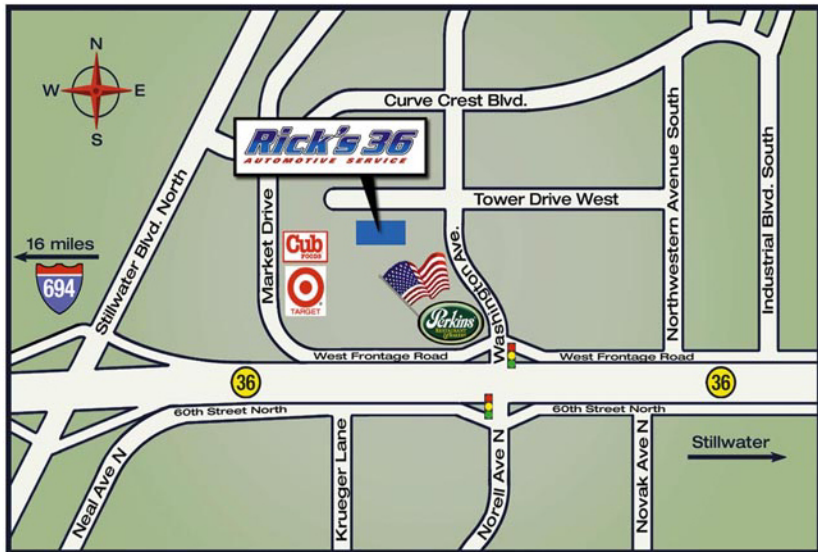 N
W E
S
Curve Crest Blvd.
Rick's 36
AUTOMOTIVE SERVICE
Tower Drive West
16 miles
694
Stillwater Blvd. North
Market Drive
Cub
FOODS
TARGET
Perkins
RESTAURANT
& Bakery
Washington Ave.
Northwestern Avenue South
Industrial Blvd. South
West Frontage Road
West Frontage Road
36
36
60th Street North
60th Street North
Neal Ave N
Krueger Lane
Norell Ave N
Novak Ave N
Stillwater